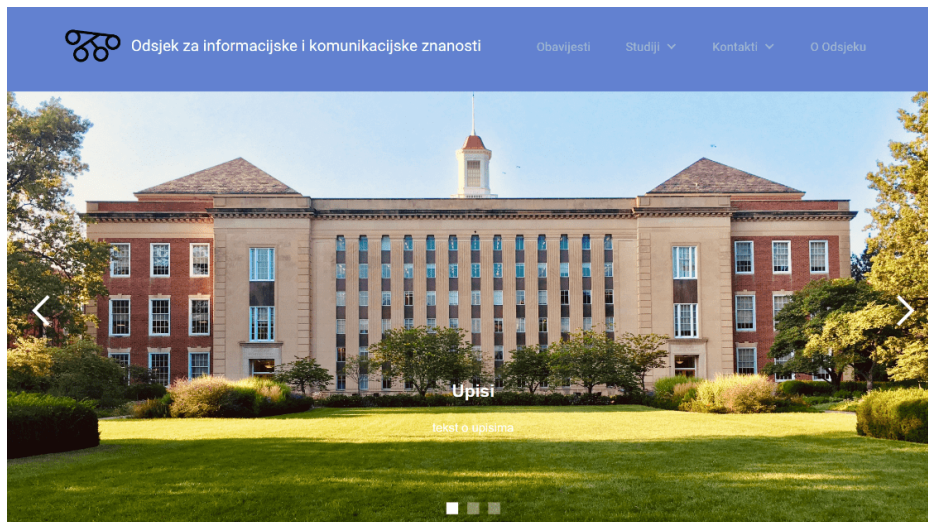 Odsjek za informacijske i komunikacijske znanosti
Obavijesti
Studiji
Kontakti
O Odsjeku
Upisi
tekst o upisima